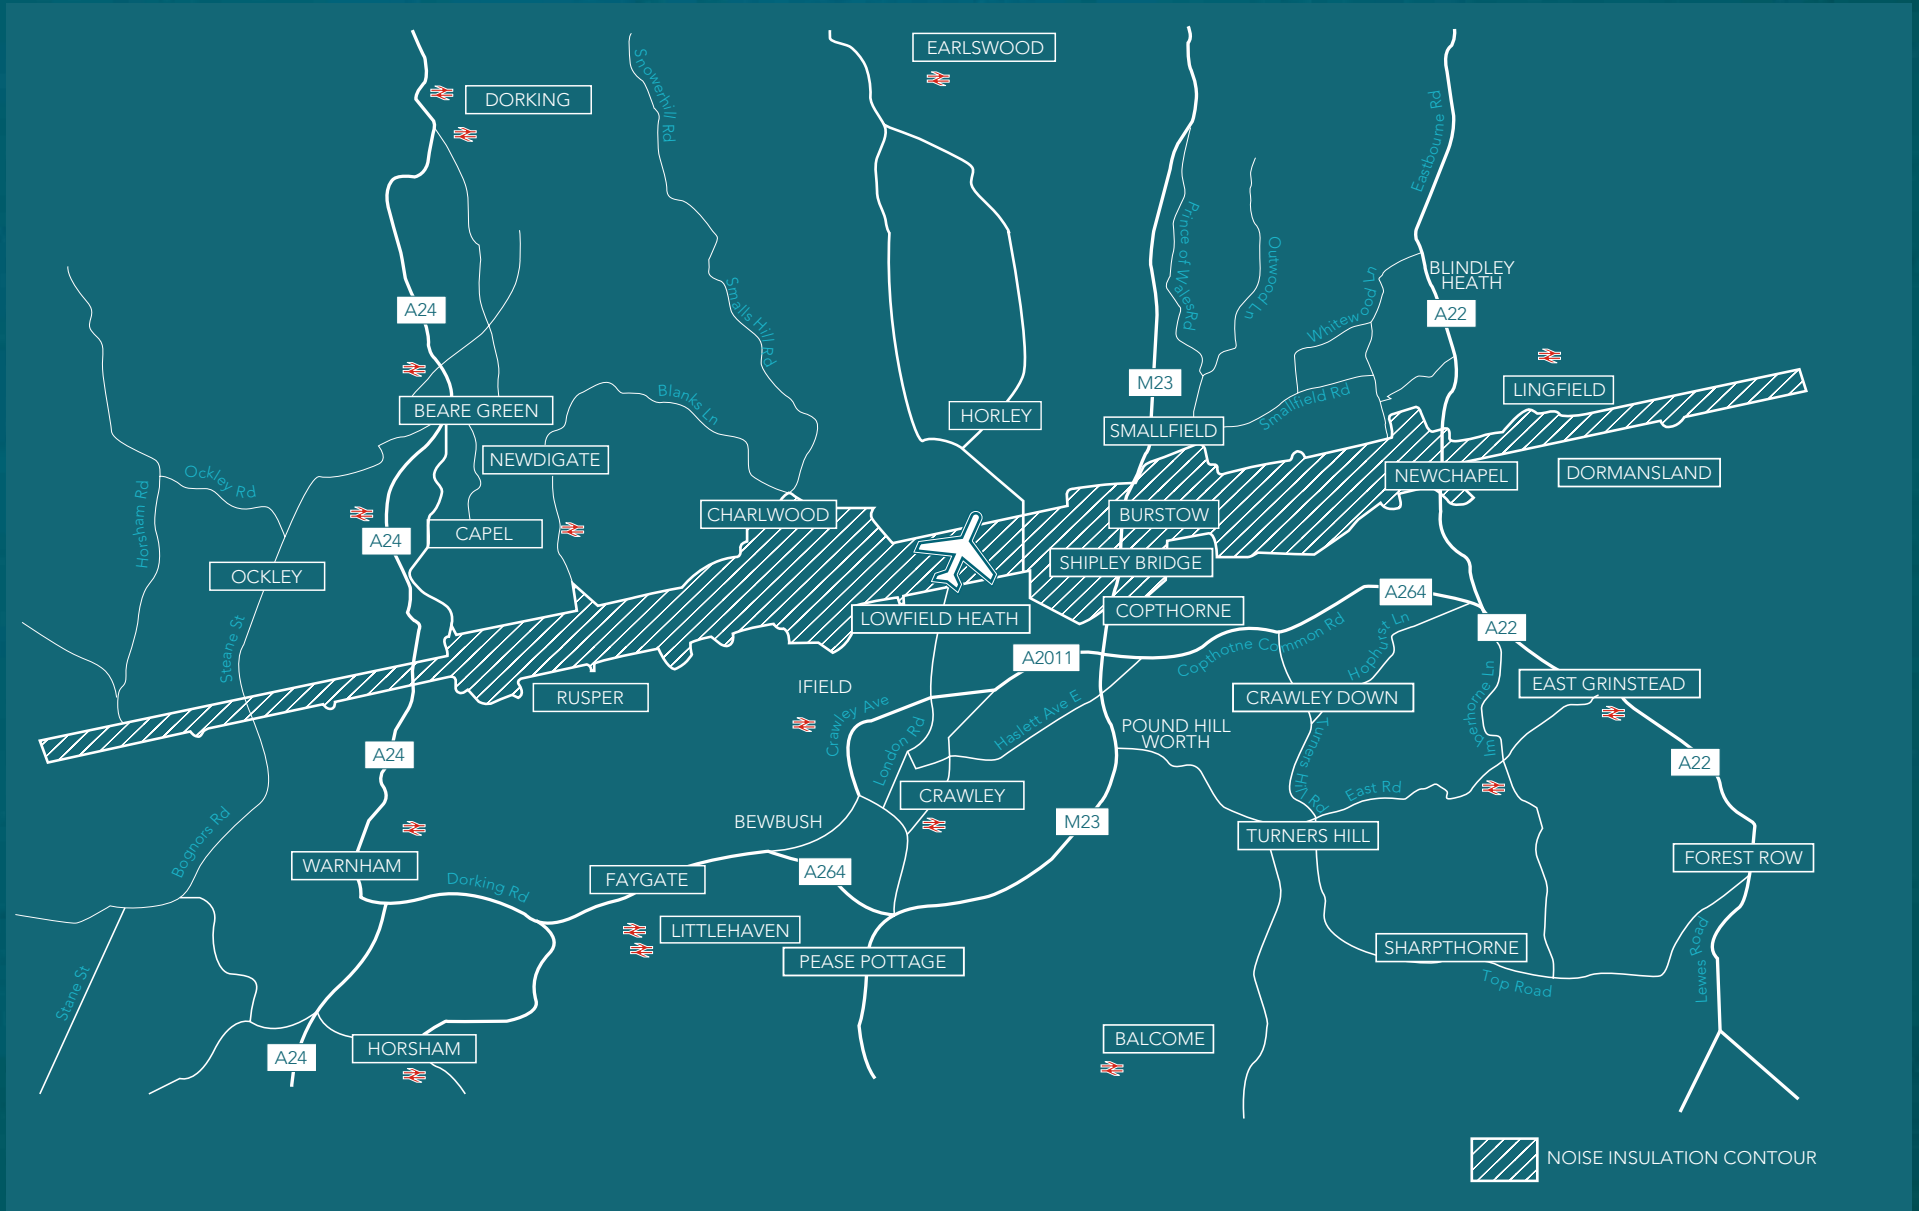 EARLSWOOD
DORKING
Snowerhill Rd
Eastbourne Rd
Prince of Wales Rd
Outwood Ln
BLINDLEY
HEATH
A24
A22
Whitewood Ln
Smalls Hill Rd
M23
LINGFIELD
Blanks Ln
Smallfield Rd
BEARE GREEN
HORLEY
SMALLFIELD
NEWDIGATE
NEWCHAPEL
DORMANSLAND
Ockley Rd
Horsham Rd
CHARLWOOD
BURSTOW
CAPEL
A24
SHIPLEY BRIDGE
OCKLEY
A264
COPTHORNE
LOWFIELD HEATH
Hophurst Ln
A22
Steane St
Copthotne Common Rd
A2011
EAST GRINSTEAD
IFIELD
RUSPER
CRAWLEY DOWN
Imberhorne Ln
Crawley Ave
Haslett Ave E
POUND HILL
WORTH
London Rd
Turners Hill Rd
A24
A22
East Rd
CRAWLEY
BEWBUSH
M23
TURNERS HILL
Bognors Rd
WARNHAM
FOREST ROW
A264
FAYGATE
Dorking Rd
LITTLEHAVEN
SHARPTHORNE
PEASE POTTAGE
Lewes Road
Top Road
Stane St
BALCOME
HORSHAM
A24
NOISE INSULATION CONTOUR